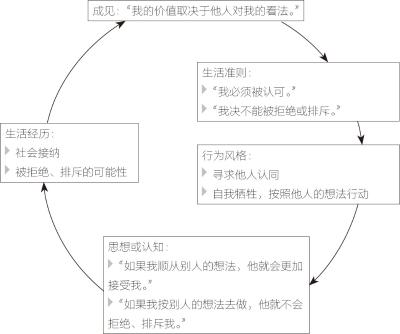 成见：“我的价值取决于他人对我的看法。”
生活准则：
“我必须被认可。”
“我决不能被拒绝或排斥。”
行为风格：
寻求他人认同
自我牺牲，按照他人的想法行动
思想或认知：
“如果我顺从别人的想法，他就会更加
接受我。”
“如果我按别人的想法去做，他就不会
拒绝、排斥我。”
生活经历：
社会接纳
被拒绝、排斥的可能性